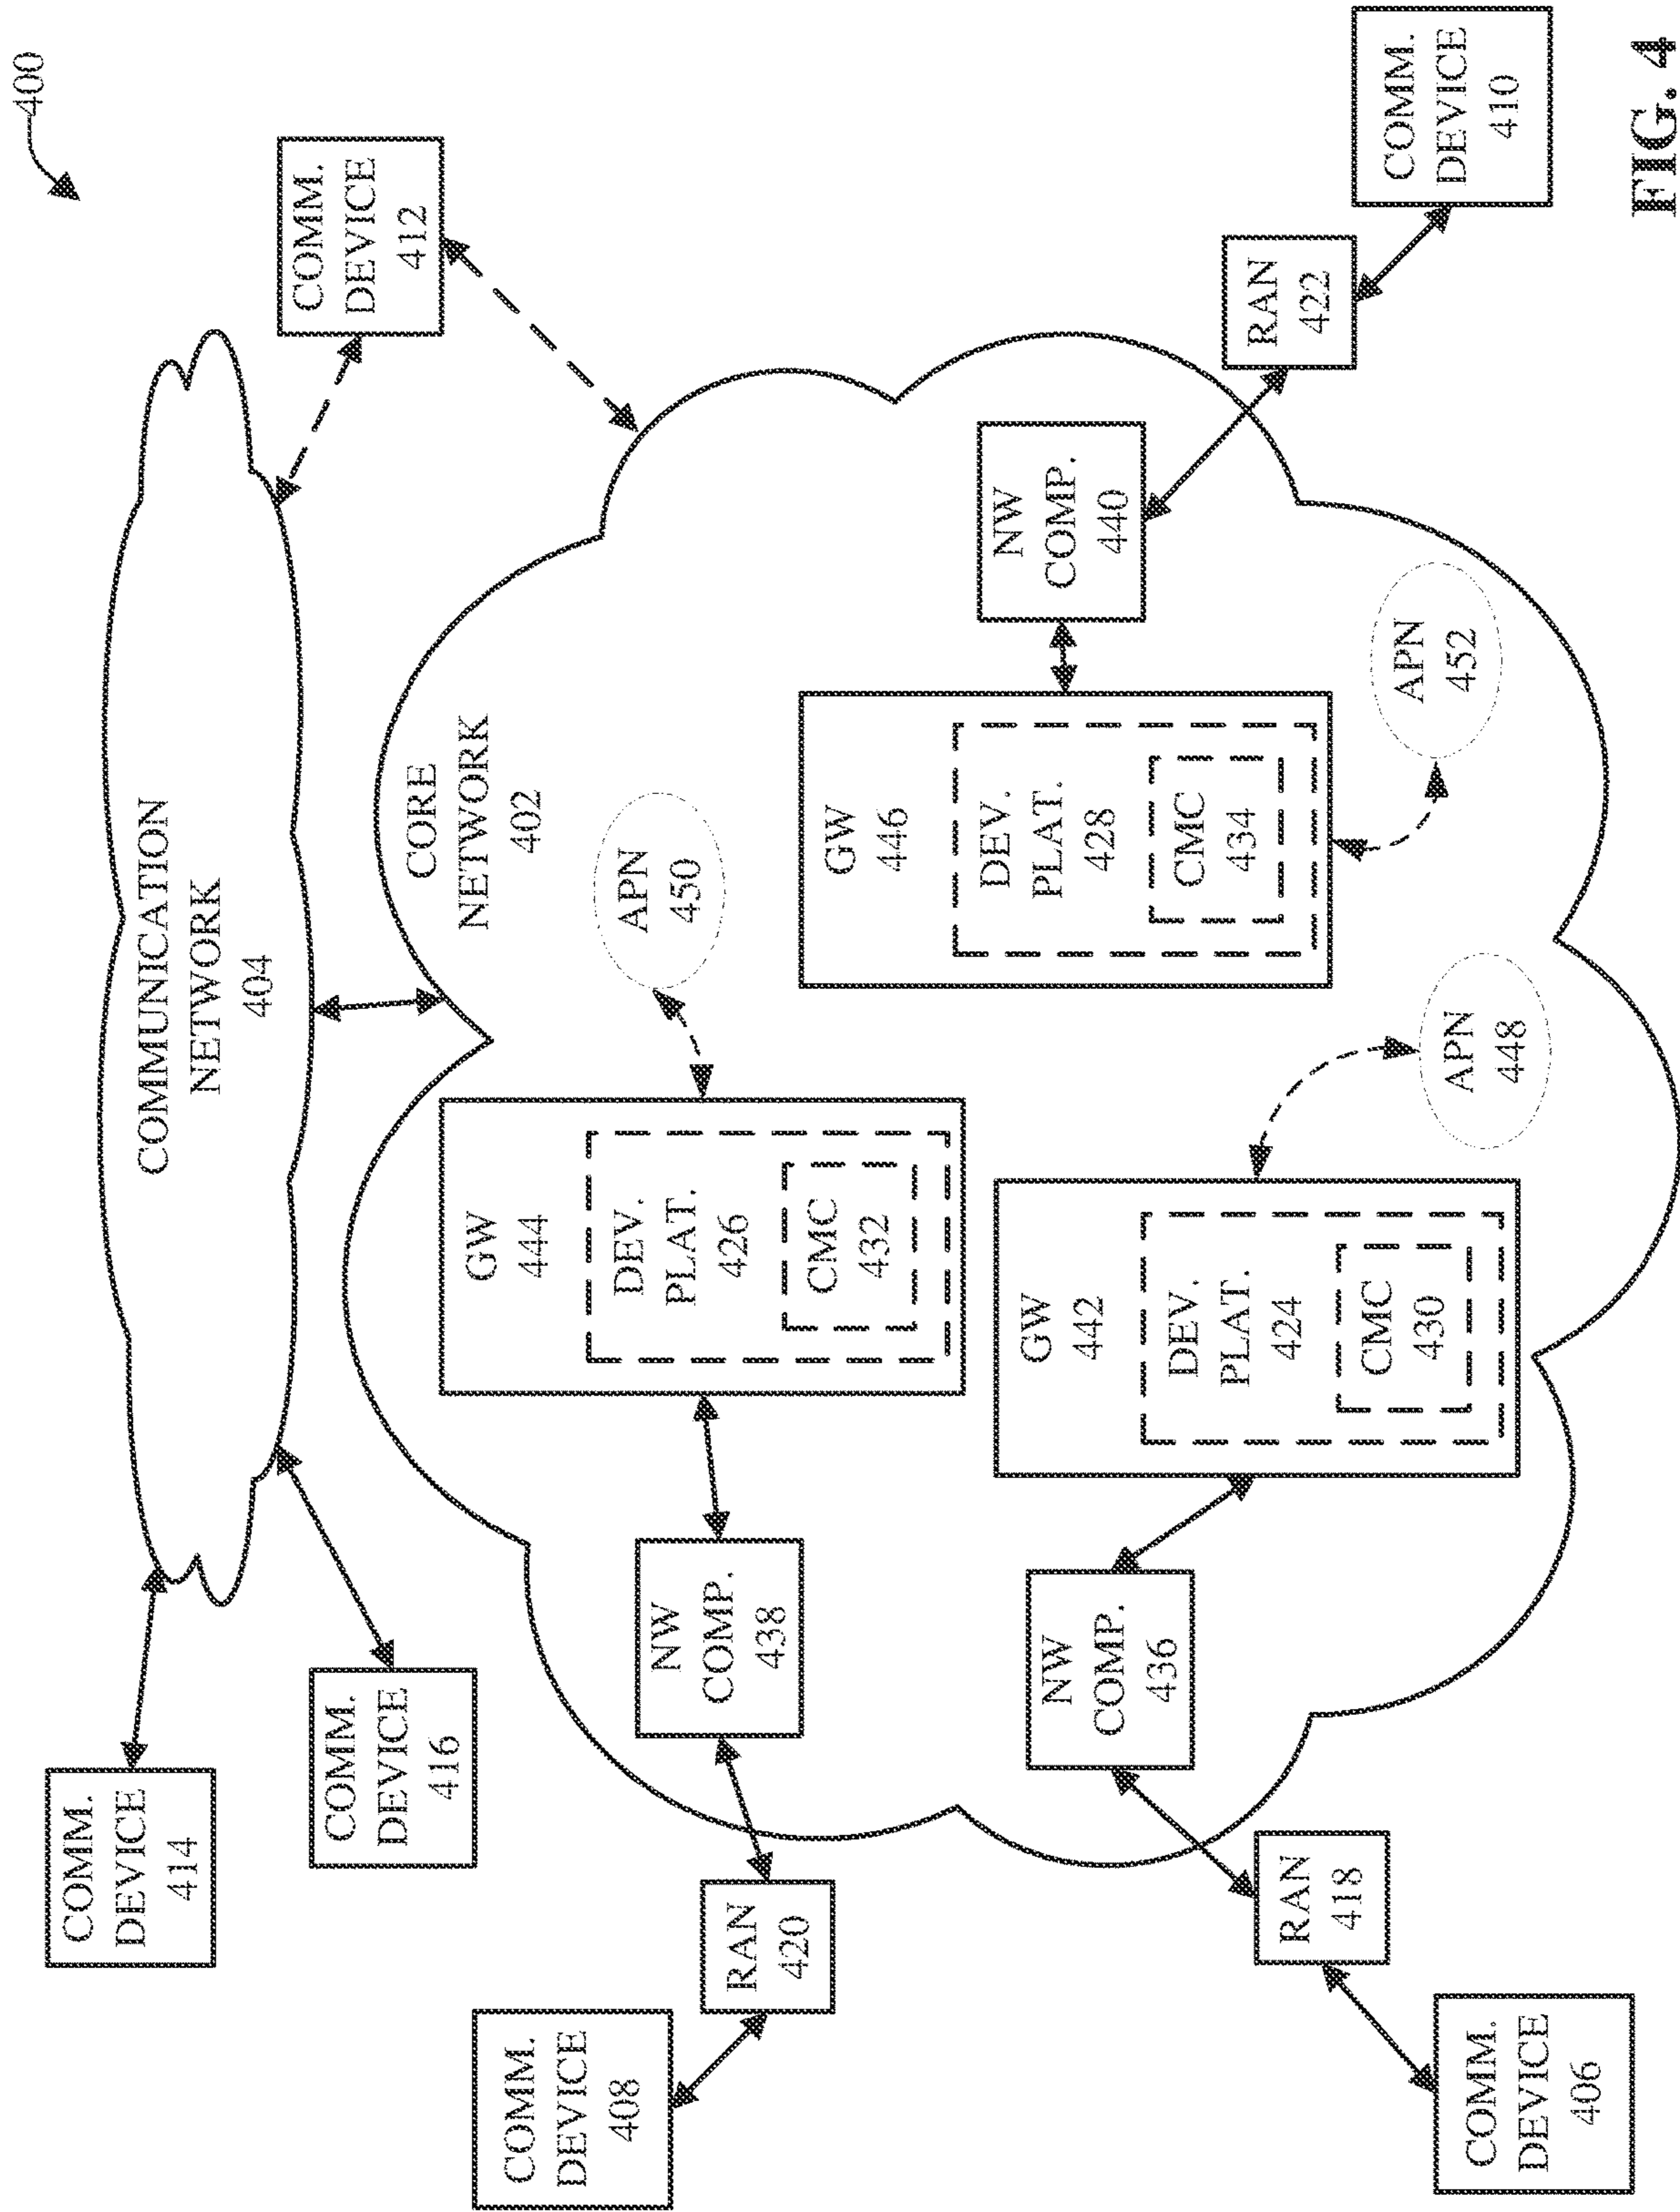 400
COMM.
DEVICE
414
COMMUNICATION
NETWORK
404
COMM.
DEVICE
416
COMM.
DEVICE
412
CORE
NETWORK
402
COMM.
DEVICE
408
RAN
420
NW
COMP.
438
GW
444
DEV.
PLAT.
426
CMC
432
APN
450
GW
446
DEV.
PLAT.
428
CMC
434
NW
COMP.
440
RAN
422
COMM.
DEVICE
410
COMM.
DEVICE
406
RAN
418
NW
COMP.
436
GW
442
DEV.
PLAT.
424
CMC
430
APN
448
APN
452
FIG. 4